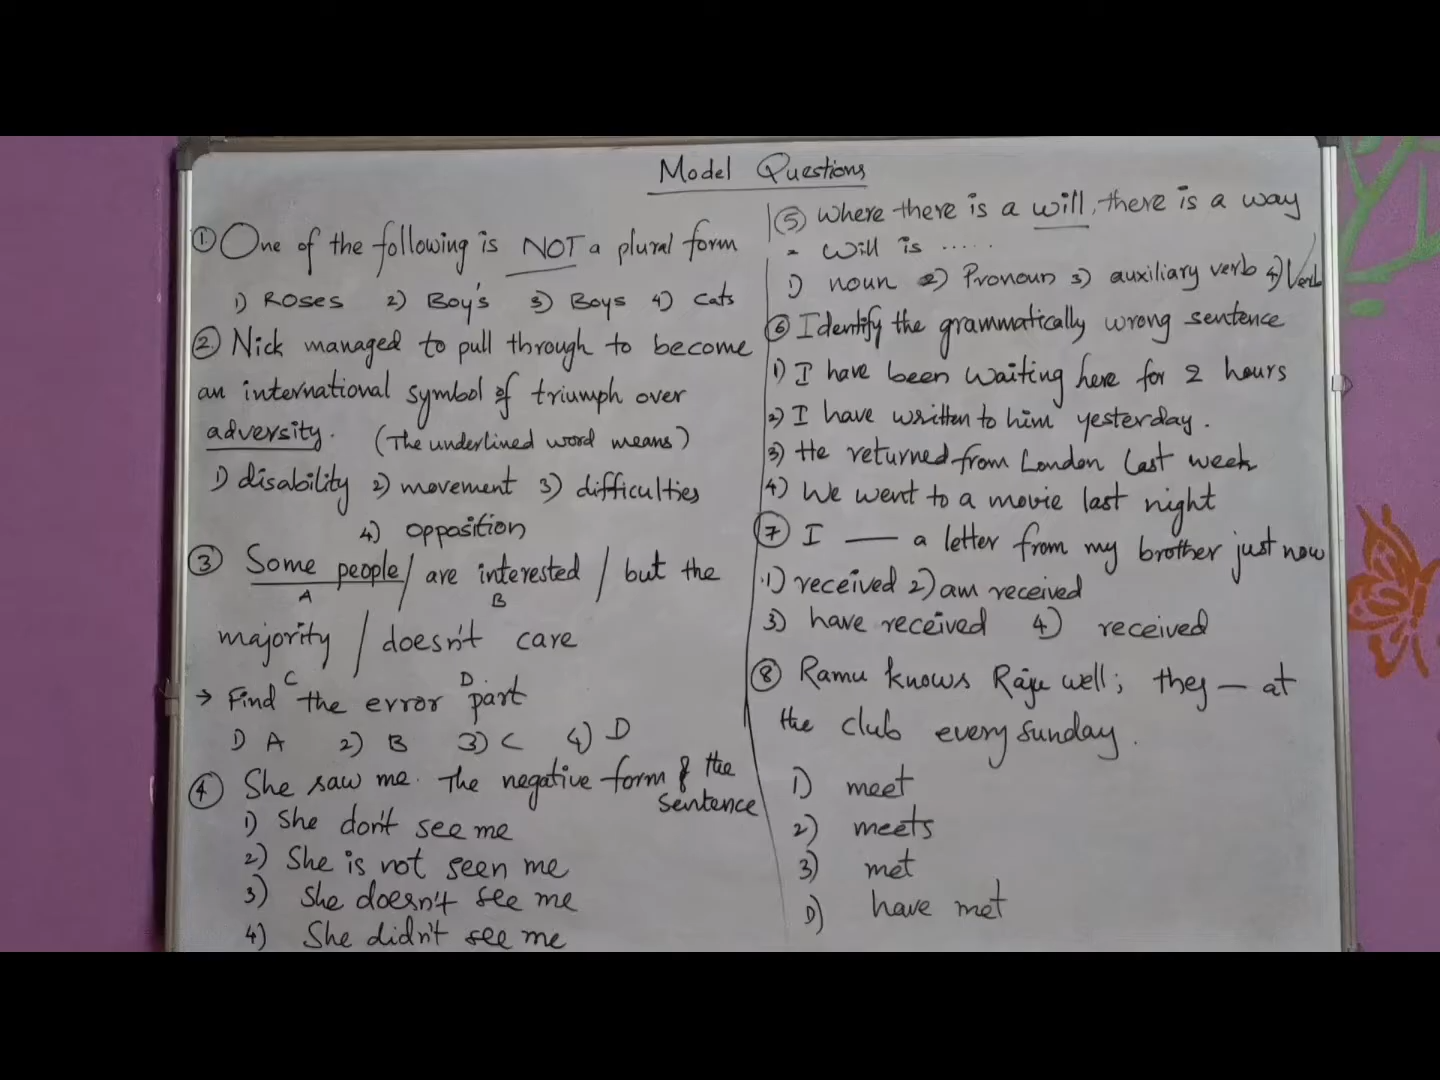 Model Questions
① One of the following is NOT a plural form
1) Roses 2) Boy's 3) Boys 4) Cats
② Nick managed to pull through to become
an international symbol of triumph over
adversity. (The underlined word means)
1) disability 2) movement 3) difficulties
4) opposition
③ Some people / are interested / but the
A B
majority / doesn't care
C D
→ Find the error part
1) A 2) B 3) C 4) D
④ She saw me. The negative form of the
sentence
1) She don't see me
2) She is not seen me
3) She doesn't see me
4) She didn't see me
⑤ Where there is a will, there is a way
- Will is .....
1) noun 2) Pronoun 3) auxiliary verb 4) Verb
⑥ Identify the grammatically wrong sentence
1) I have been waiting here for 2 hours
2) I have written to him yesterday.
3) He returned from London last week
4) We went to a movie last night
⑦ I — a letter from my brother just now
1) received 2) am received
3) have received 4) received
⑧ Ramu knows Raju well; they — at
the club every sunday.
1) meet
2) meets
3) met
D) have met